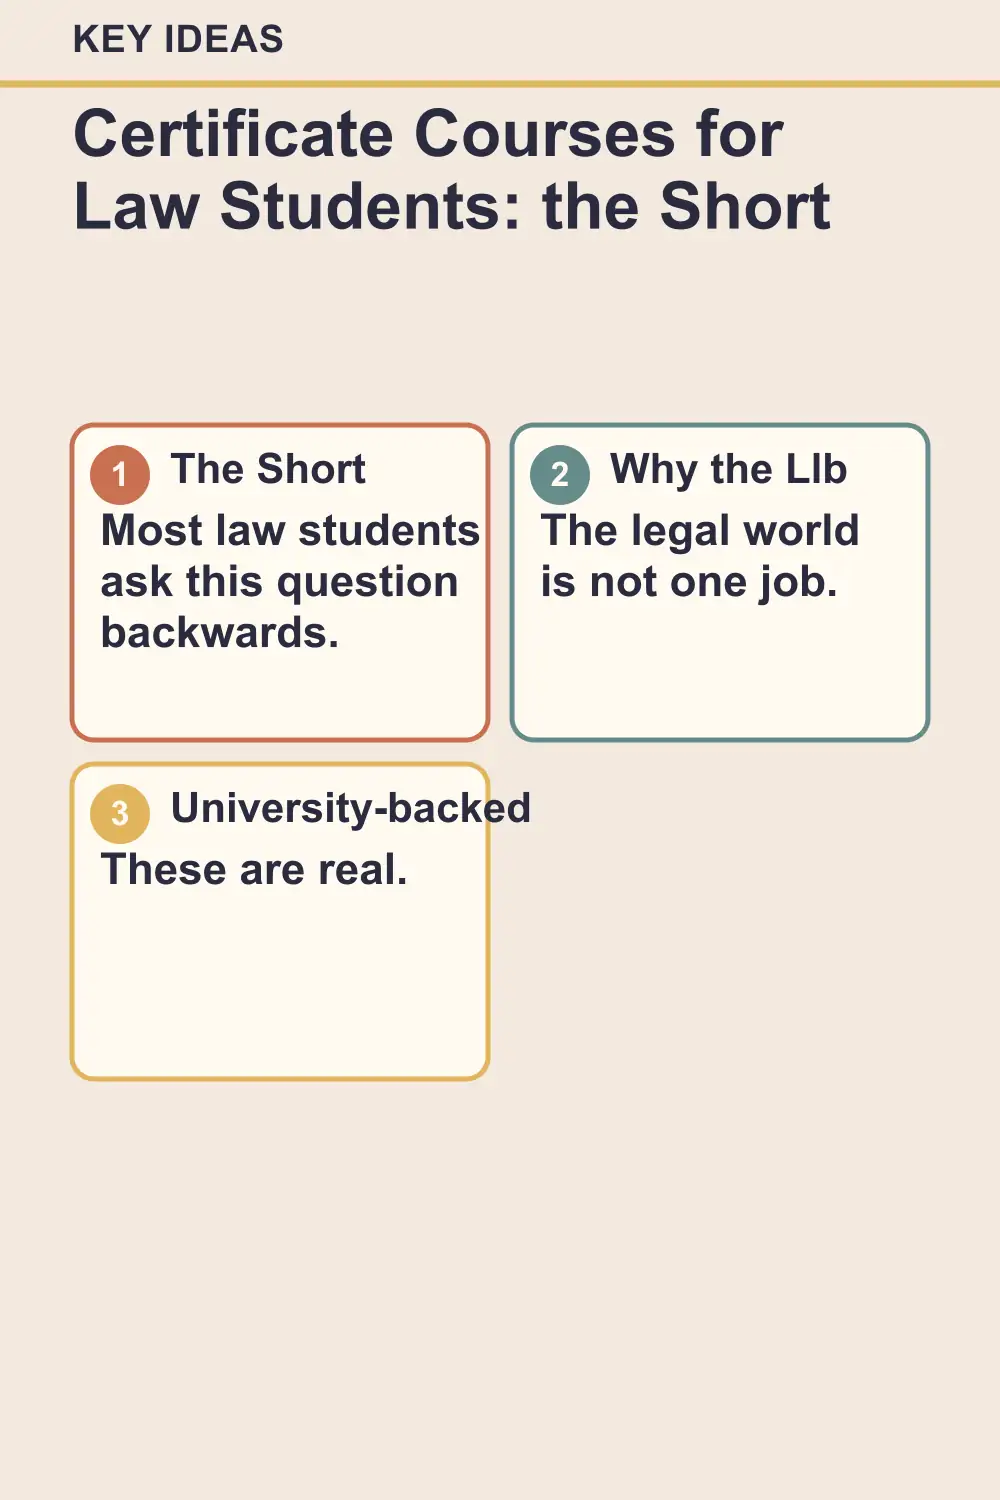 KEY IDEAS
Certificate Courses for
Law Students: the Short
1 The Short
Most law students
ask this question
backwards.
2 Why the Llb
The legal world
is not one job.
3 University-backed
These are real.